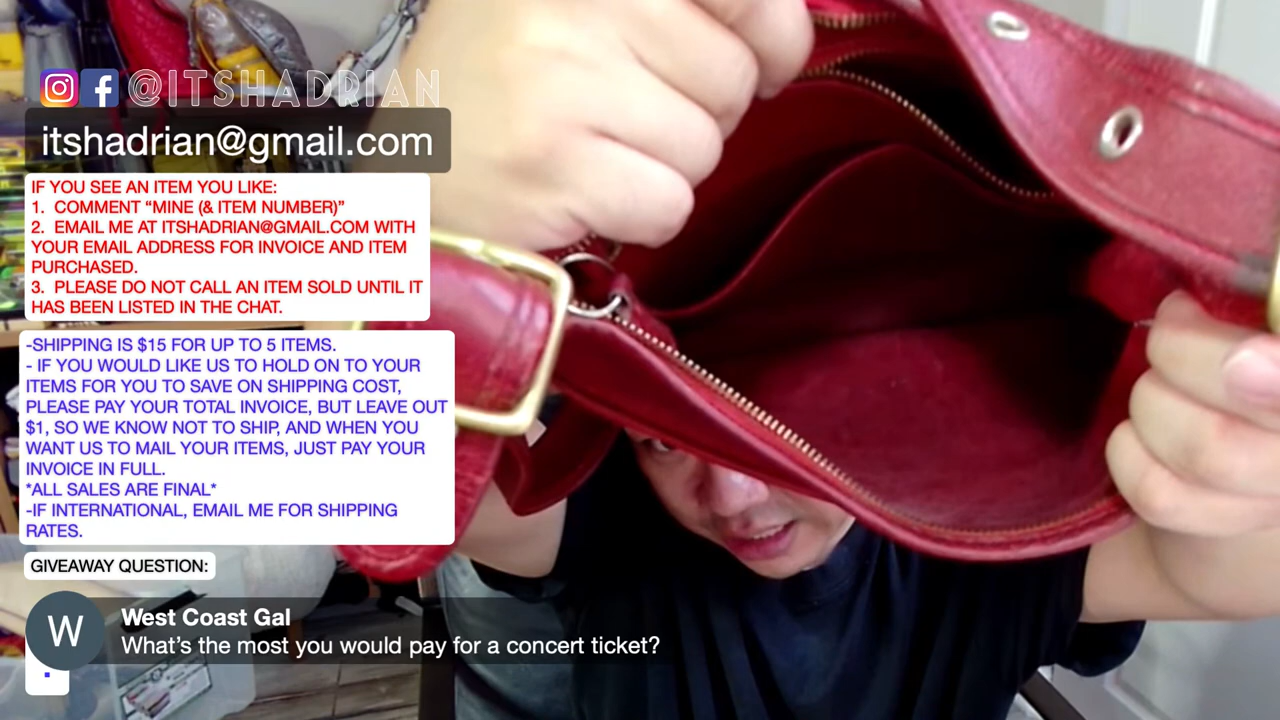 @ITSHADRIAN
itshadrian@gmail.com
IF YOU SEE AN ITEM YOU LIKE:
1. COMMENT “MINE (& ITEM NUMBER)”
2. EMAIL ME AT ITSHADRIAN@GMAIL.COM WITH
YOUR EMAIL ADDRESS FOR INVOICE AND ITEM
PURCHASED.
3. PLEASE DO NOT CALL AN ITEM SOLD UNTIL IT
HAS BEEN LISTED IN THE CHAT.
-SHIPPING IS $15 FOR UP TO 5 ITEMS.
- IF YOU WOULD LIKE US TO HOLD ON TO YOUR
ITEMS FOR YOU TO SAVE ON SHIPPING COST,
PLEASE PAY YOUR TOTAL INVOICE, BUT LEAVE OUT
$1, SO WE KNOW NOT TO SHIP, AND WHEN YOU
WANT US TO MAIL YOUR ITEMS, JUST PAY YOUR
INVOICE IN FULL.
*ALL SALES ARE FINAL*
-IF INTERNATIONAL, EMAIL ME FOR SHIPPING
RATES.
GIVEAWAY QUESTION:
W
West Coast Gal
What’s the most you would pay for a concert ticket?